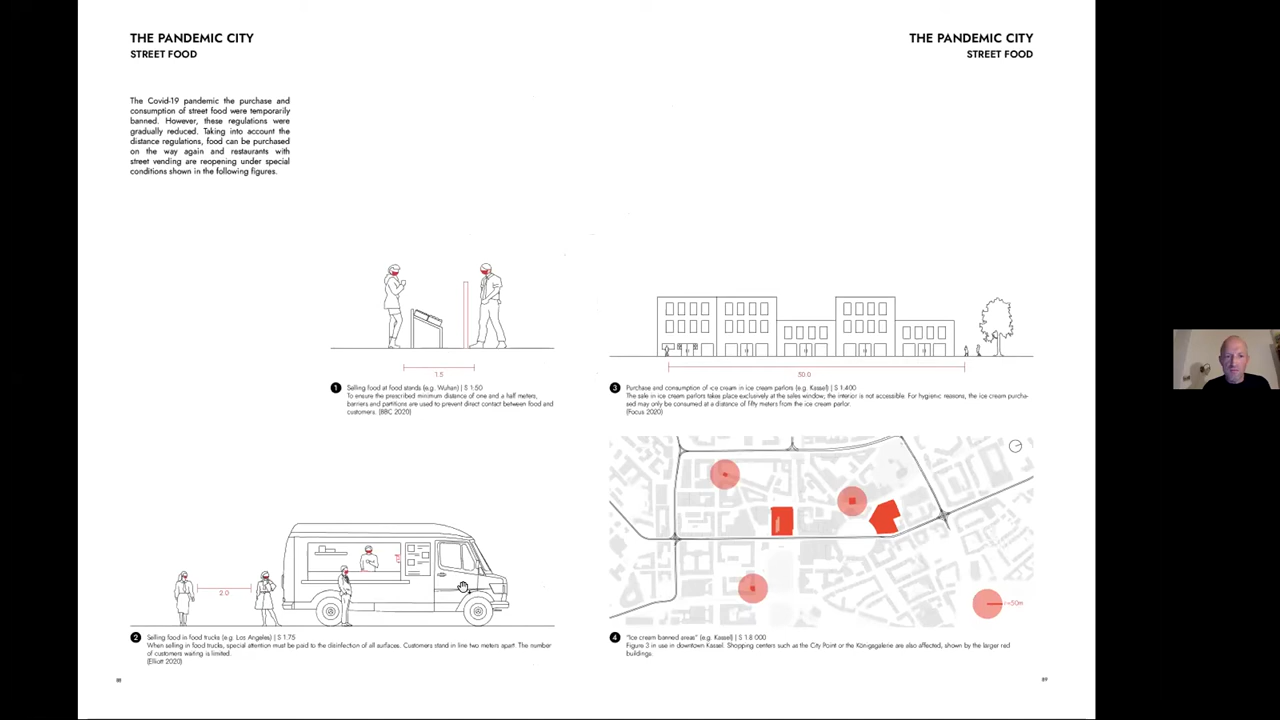 THE PANDEMIC CITY
STREET FOOD
The Covid-19 pandemic the purchase and
consumption of street food were temporarily
banned. However, these regulations were
gradually reduced. Taking into account the
distance regulations, food can be purchased
on the way again and restaurants with
street vending are reopening under special
conditions shown in the following figures.
1.5
1 Selling food at food stands (e.g. Wuhan) | S 1:50
To ensure the prescribed minimum distance of one and a half meters,
barriers and partitions are used to prevent direct contact between food and
customers. (BBC 2020)
2.0
2 Selling food in food trucks (e.g. Los Angeles) | S 1:75
When selling in food trucks, special attention must be paid to the disinfection of all surfaces. Customers stand in line two meters apart. The number
of customers waiting is limited.
(Elliott 2020)
88
THE PANDEMIC CITY
STREET FOOD
50.0
3 Purchase and consumption of ice cream in ice cream parlors (e.g. Kassel) | S 1:400
The sale in ice cream parlors takes place exclusively at the sales window; the interior is not accessible. For hygienic reasons, the ice cream purcha-
sed may only be consumed at a distance of fifty meters from the ice cream parlor.
(Focus 2020)
r=50m
4 "Ice cream banned areas" (e.g. Kassel) | S 1:8 000
Figure 3 in use in downtown Kassel. Shopping centers such as the City Point or the Königsgalerie are also affected, shown by the larger red
buildings.
89